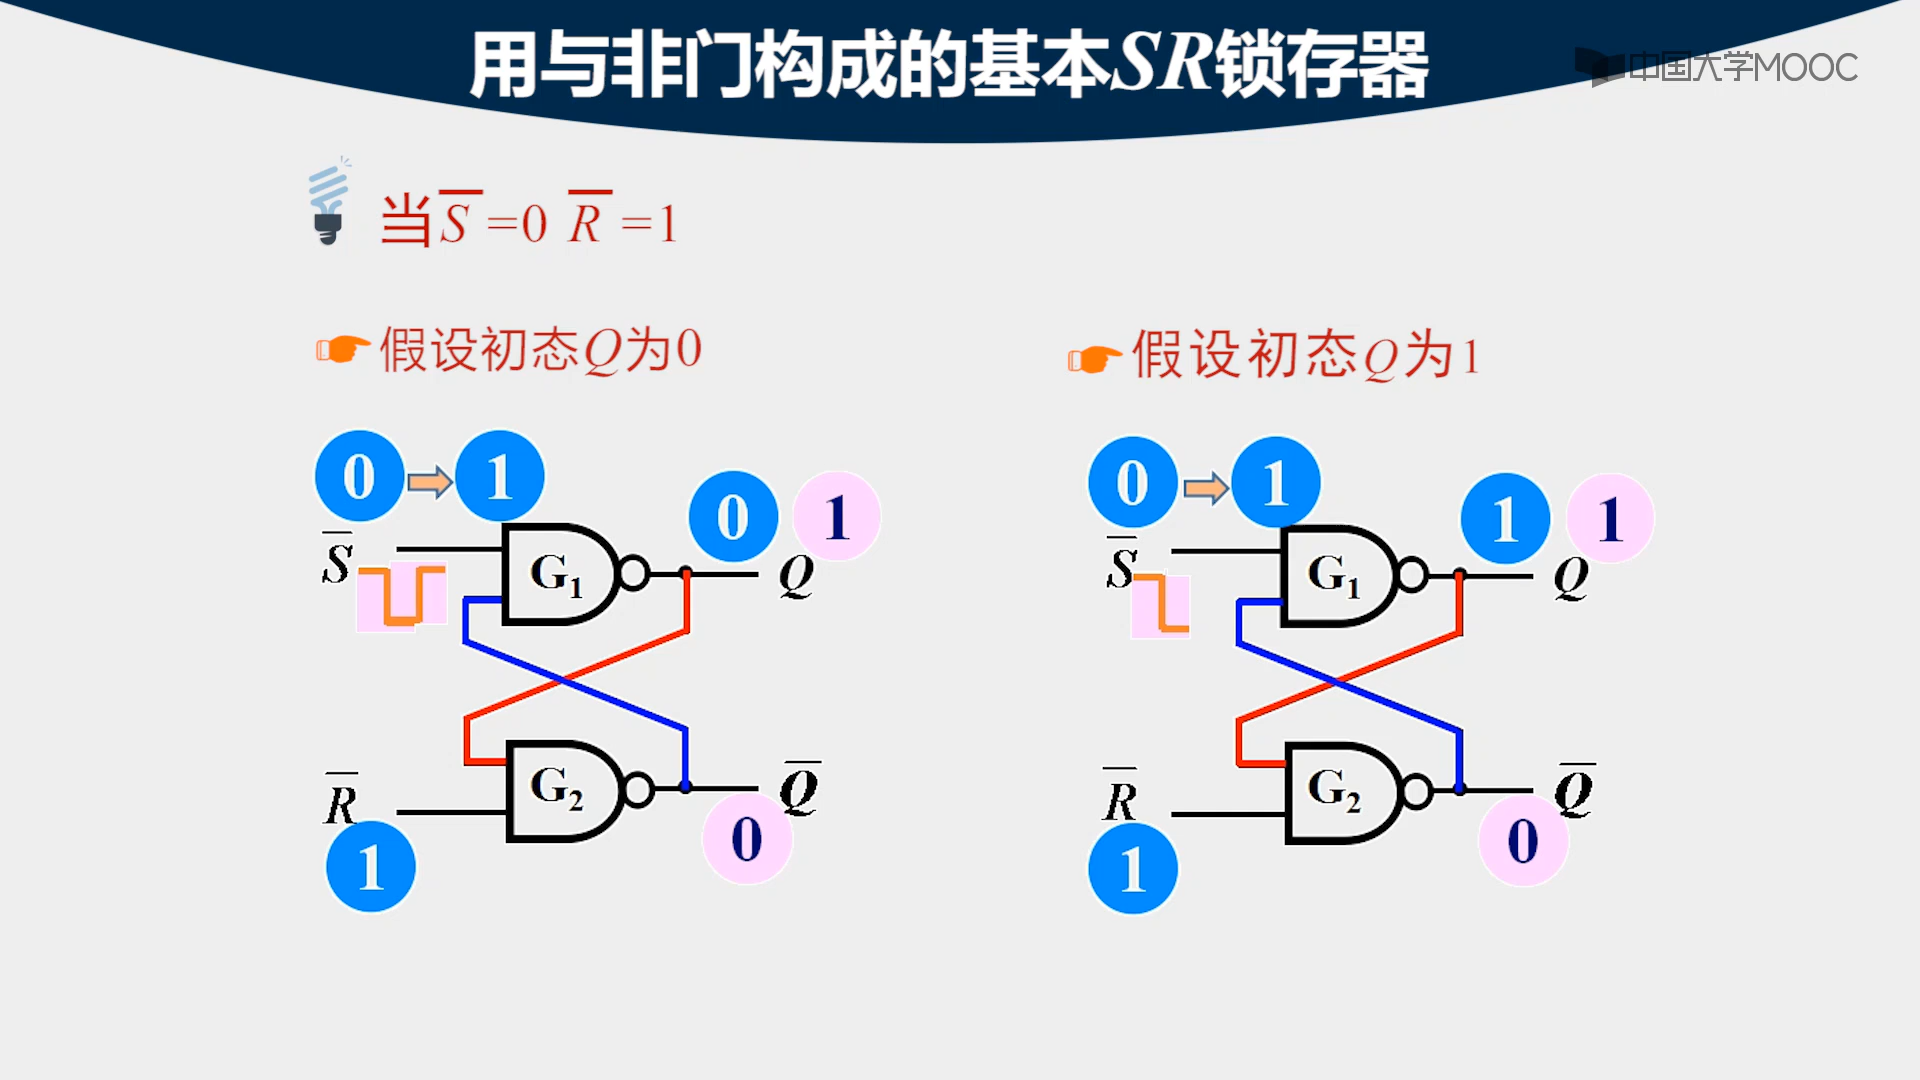 用与非门构成的基本SR锁存器
中国大学MOOC
当S̅=0 R̅=1
假设初态Q为0
假设初态Q为1
0 1
0 1
0 1
1 1
S̅
G₁
Q
S̅
G₁
Q
R̅
G₂
Q̅
R̅
G₂
Q̅
1
0
1
0